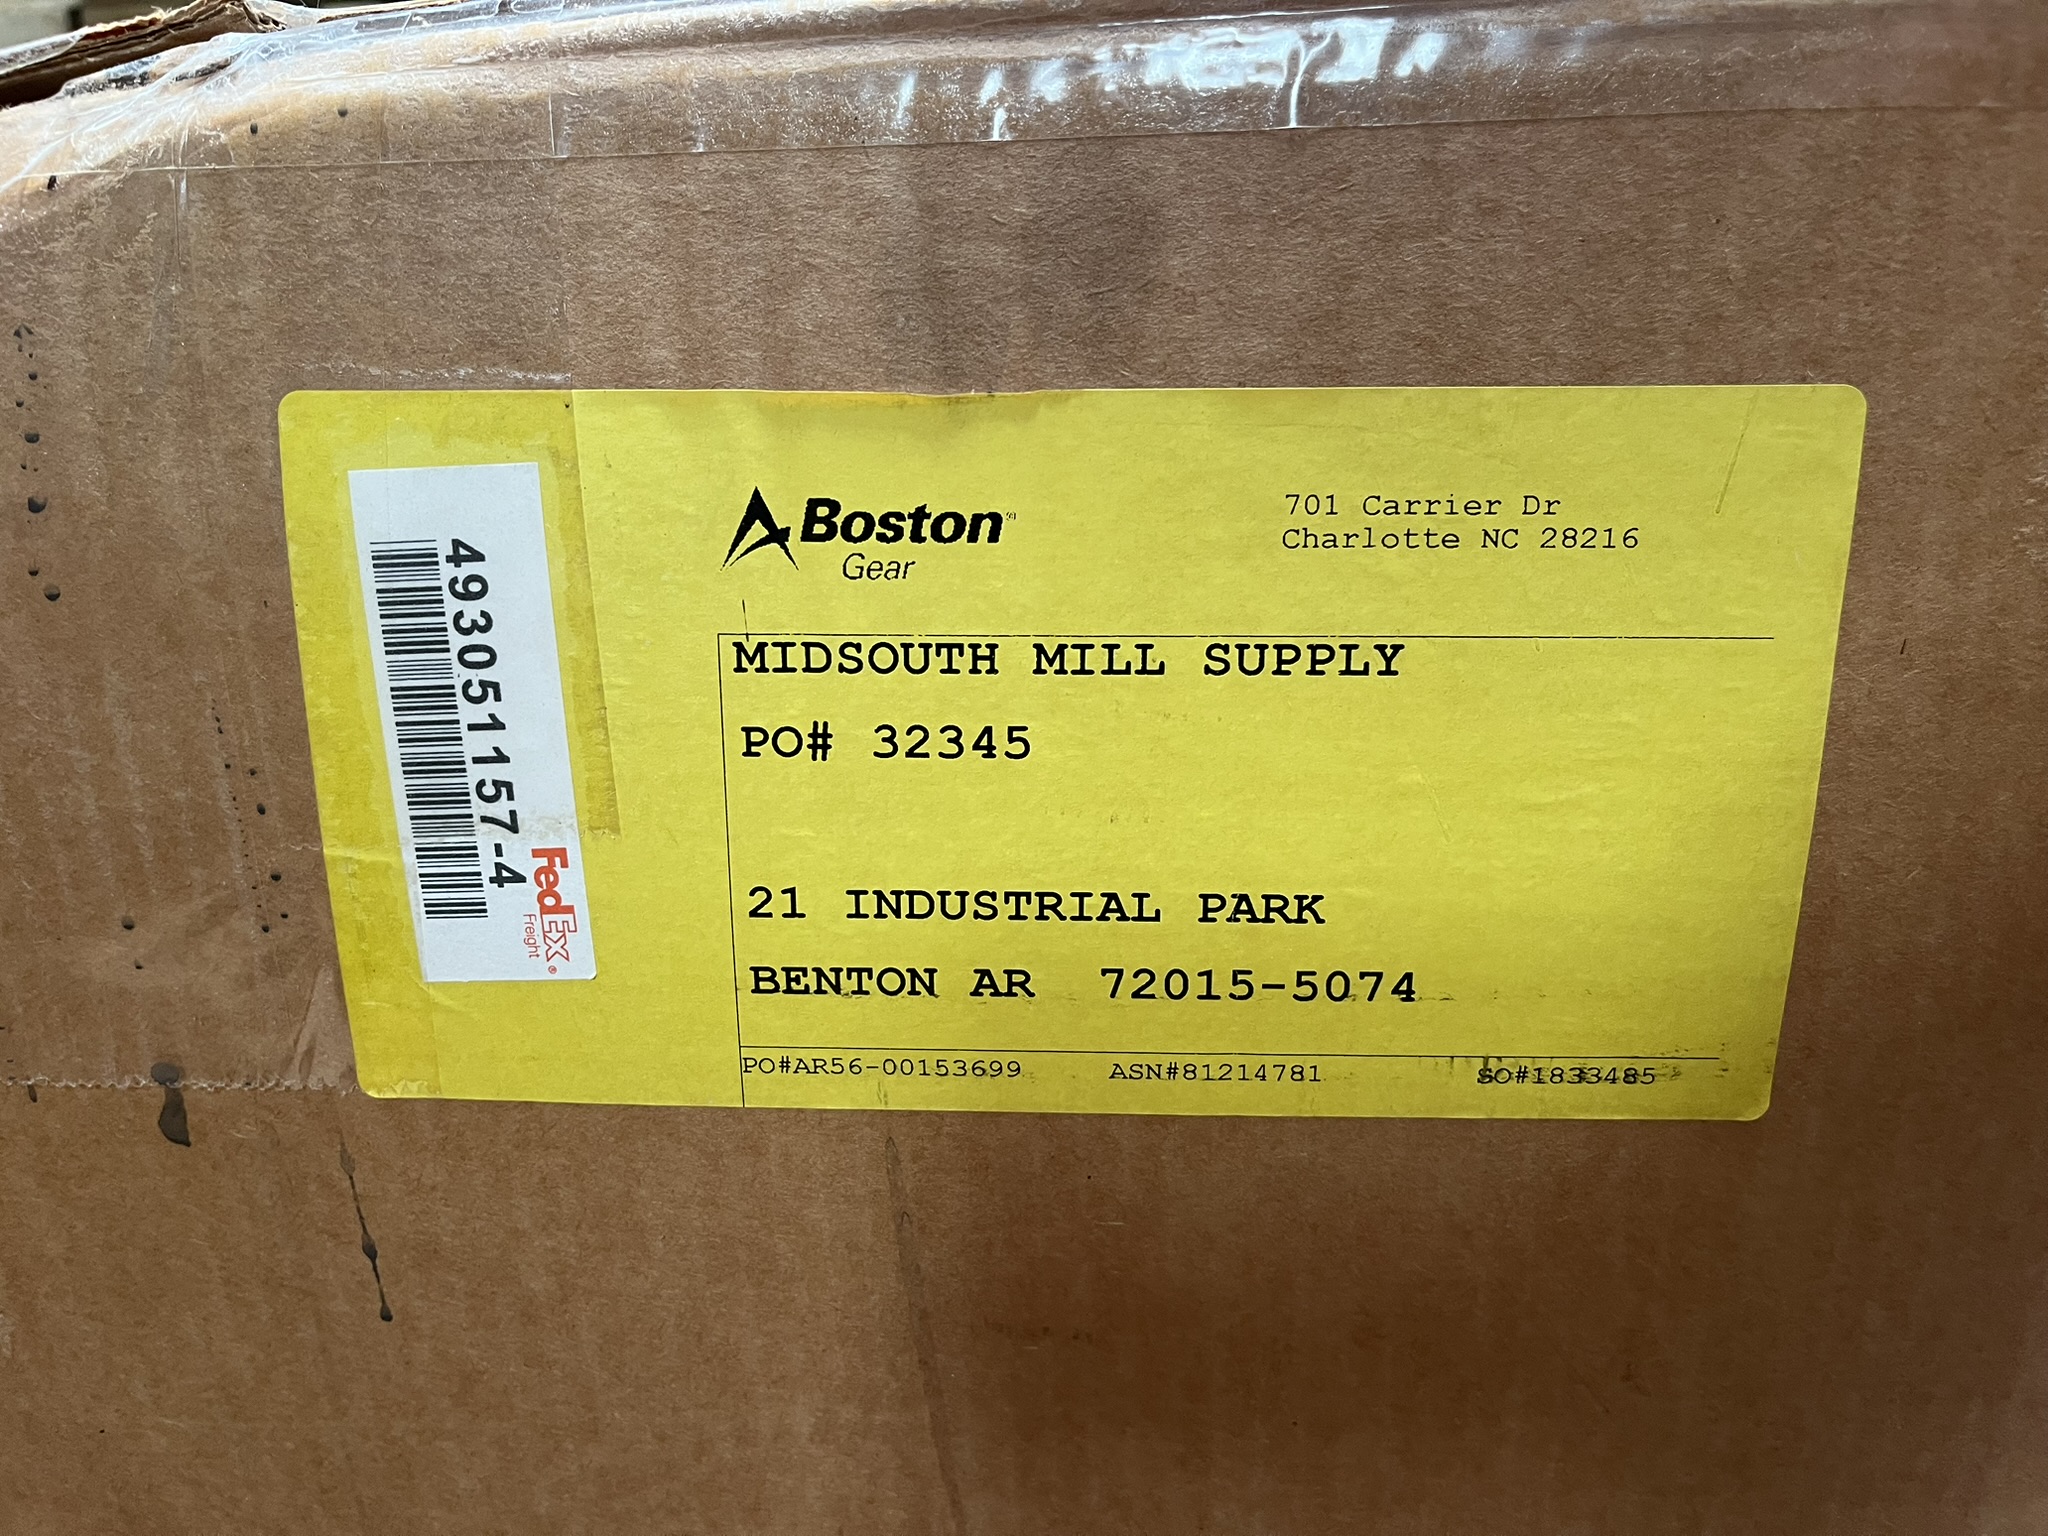 Boston®
Gear
701 Carrier Dr
Charlotte NC 28216
MIDSOUTH MILL SUPPLY
PO# 32345
21 INDUSTRIAL PARK
BENTON AR 72015-5074
PO#AR56-00153699 ASN#81214781 SO#1833485
493051157-4
FedEx®
Freight